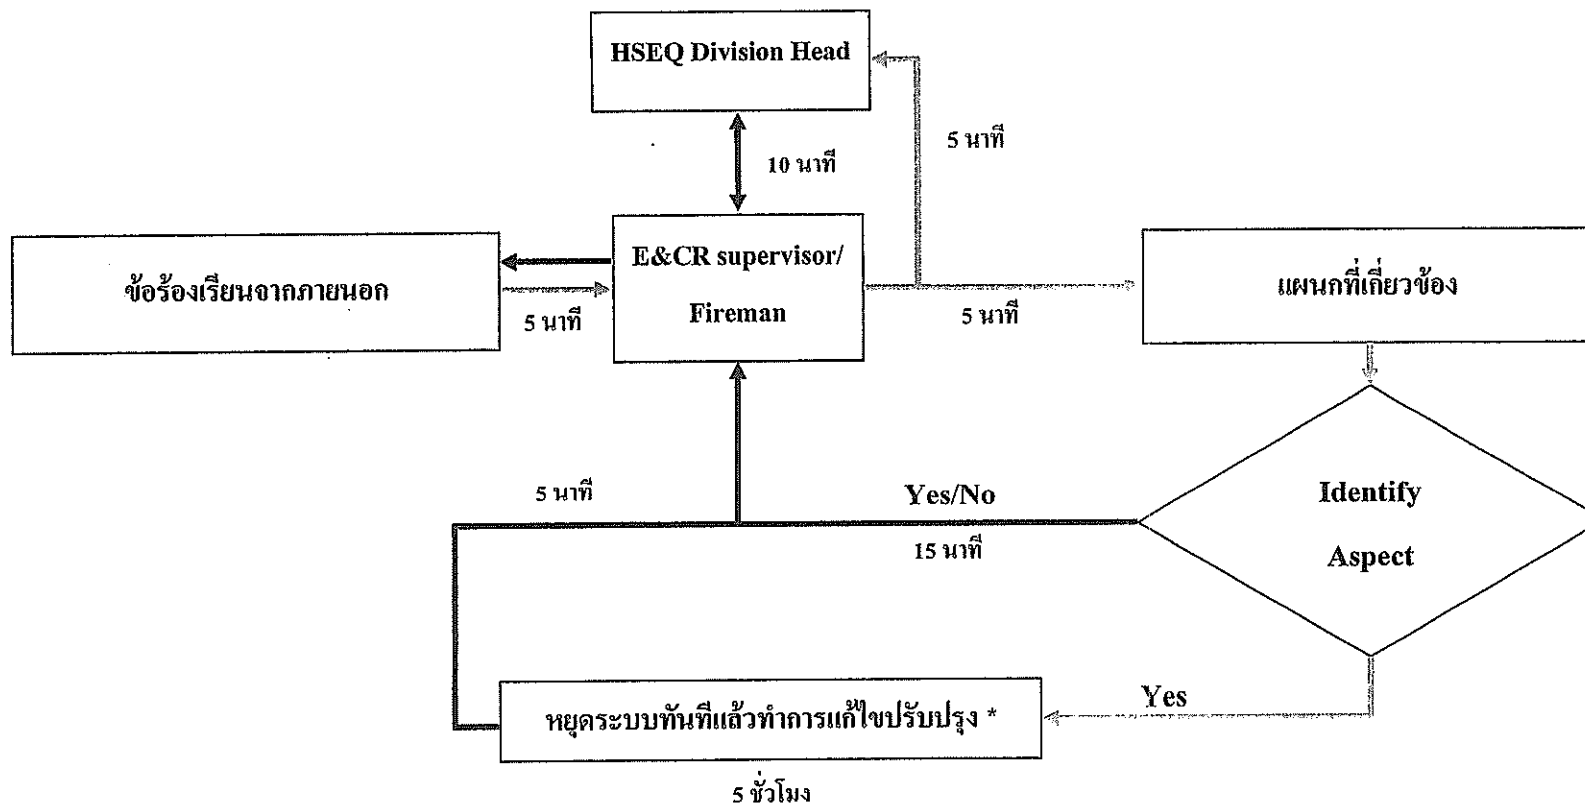 HSEQ Division Head
5 นาที
10 นาที
ข้อร้องเรียนจากภายนอก
5 นาที
E&CR supervisor/
Fireman
5 นาที
แผนกที่เกี่ยวข้อง
5 นาที
Yes/No
15 นาที
Identify
Aspect
Yes
หยุดระบบทันทีแล้วทำการแก้ไขปรับปรุง *
5 ชั่วโมง